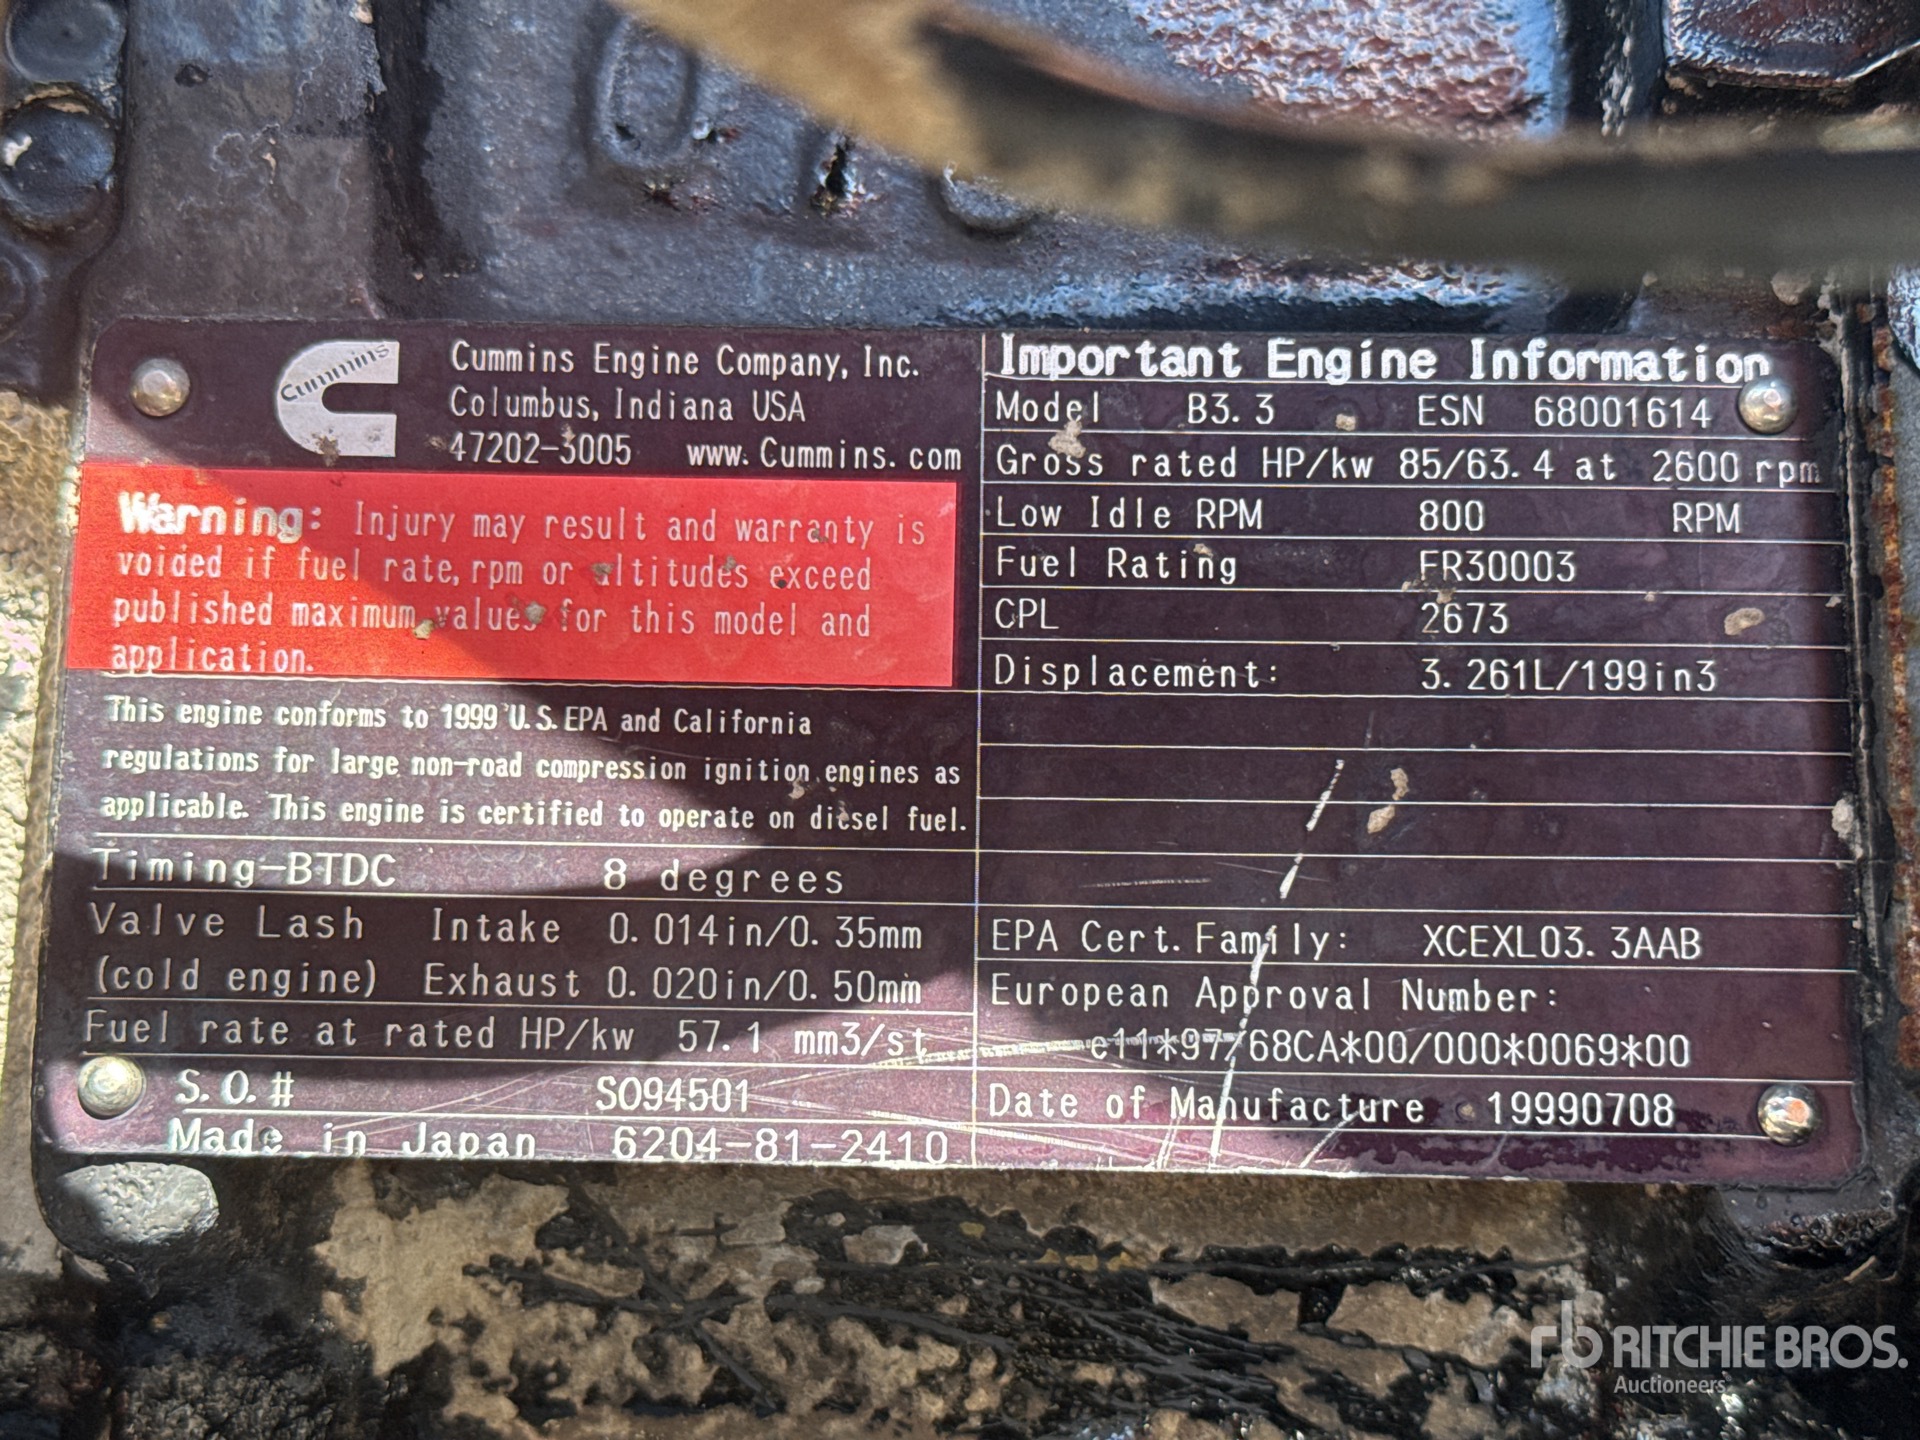 Cummins
Cummins Engine Company, Inc.
Columbus, Indiana USA
47202-3005 www.Cummins.com
Warning: Injury may result and warranty is
voided if fuel rate, rpm or altitudes exceed
published maximum values for this model and
application.
This engine conforms to 1999 U.S.EPA and California
regulations for large non-road compression ignition engines as
applicable. This engine is certified to operate on diesel fuel.
Timing-BTDC 8 degrees
Valve Lash Intake 0.014in/0.35mm
(cold engine) Exhaust 0.020in/0.50mm
Fuel rate at rated HP/kw 57.1 mm3/st
S.O.# SO94501
Made in Japan 6204-81-2410
Important Engine Information
Model B3.3 ESN 68001614
Gross rated HP/kw 85/63.4 at 2600 rpm
Low Idle RPM 800 RPM
Fuel Rating FR30003
CPL 2673
Displacement: 3.261L/199in3
EPA Cert. Family: XCEXL03.3AAB
European Approval Number:
e11*97/68CA*00/000*0069*00
Date of Manufacture 19990708
rb RITCHIE BROS.
Auctioneers